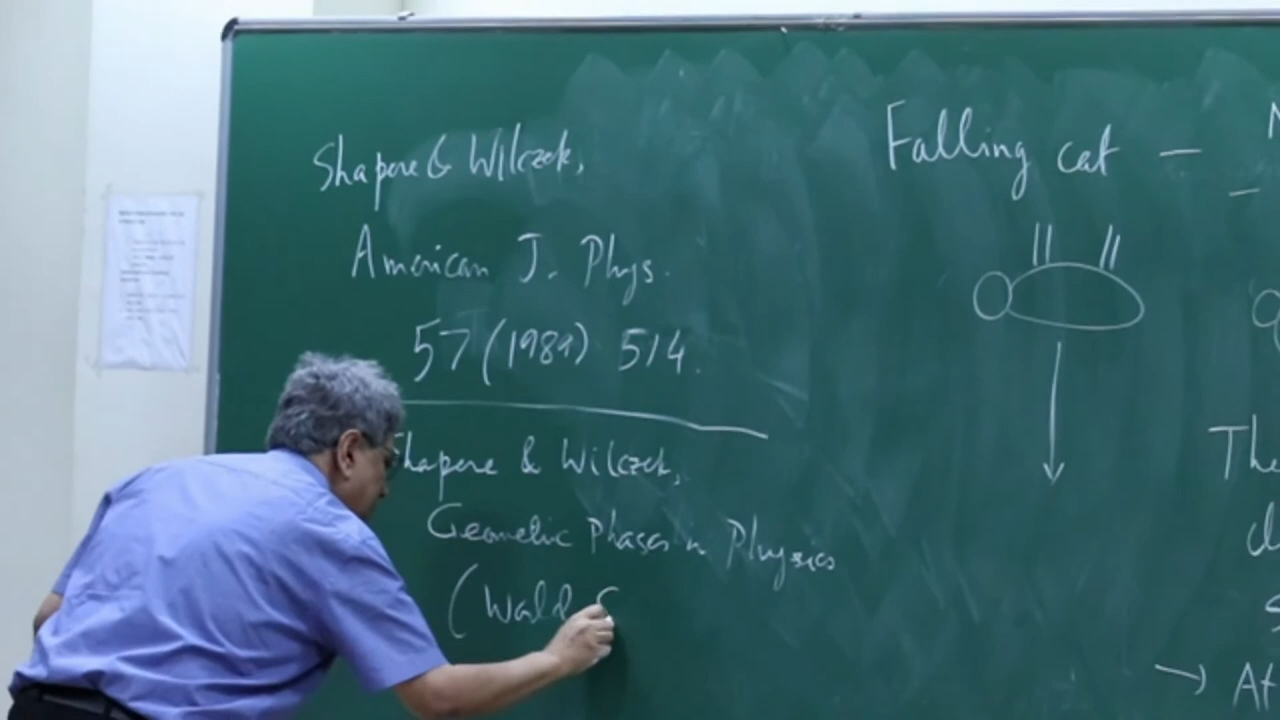 Shapere & Wilczek,
American J. Phys.
57 (1989) 514.
Shapere & Wilczek,
Geometric Phases in Physics
(World S
Falling cat —
The
At